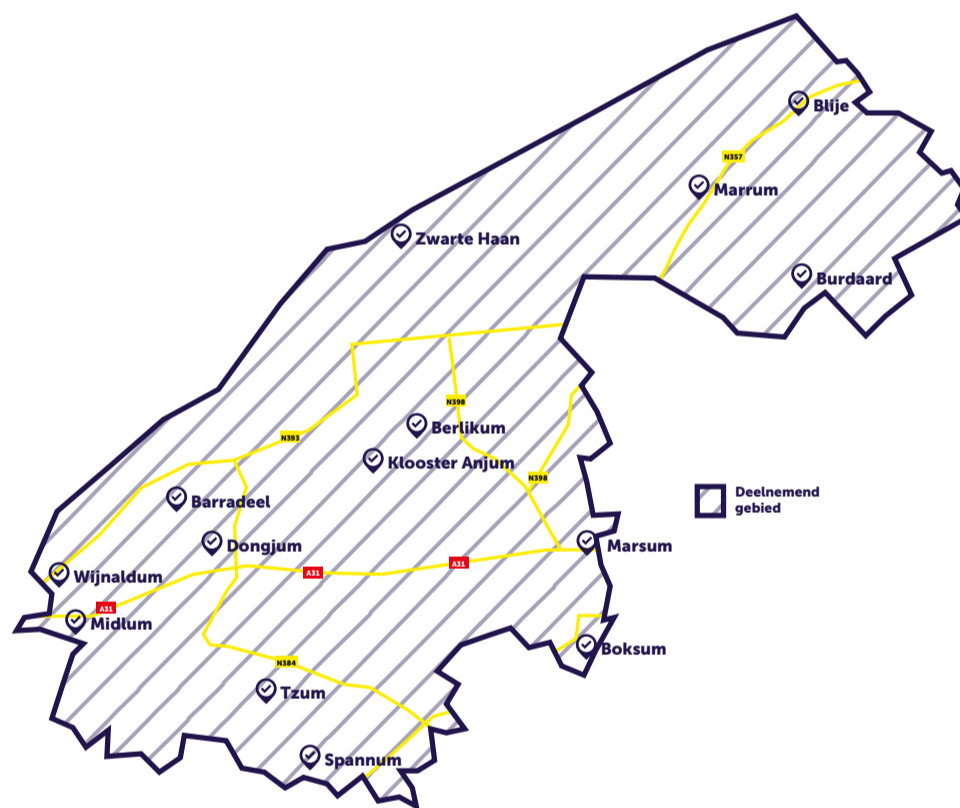 Blije
N357
Marrum
Zwarte Haan
Burdaard
N398
Berlikum
N393
Klooster Anjum
N398
Barradeel
Deelnemend
gebied
Dongjum
Marsum
A31
A31
Wijnaldum
A31
Midlum
Boksum
N384
Tzum
Spannum